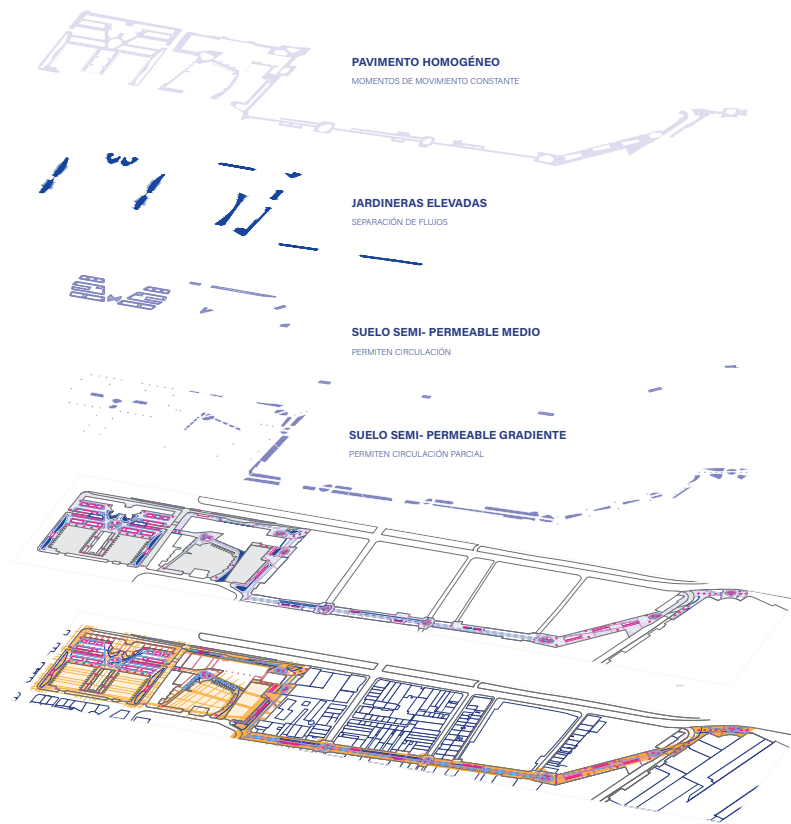 PAVIMENTO HOMOGÉNEO
MOMENTOS DE MOVIMIENTO CONSTANTE
JARDINERAS ELEVADAS
SEPARACIÓN DE FLUJOS
SUELO SEMI- PERMEABLE MEDIO
PERMITEN CIRCULACIÓN
SUELO SEMI- PERMEABLE GRADIENTE
PERMITEN CIRCULACIÓN PARCIAL